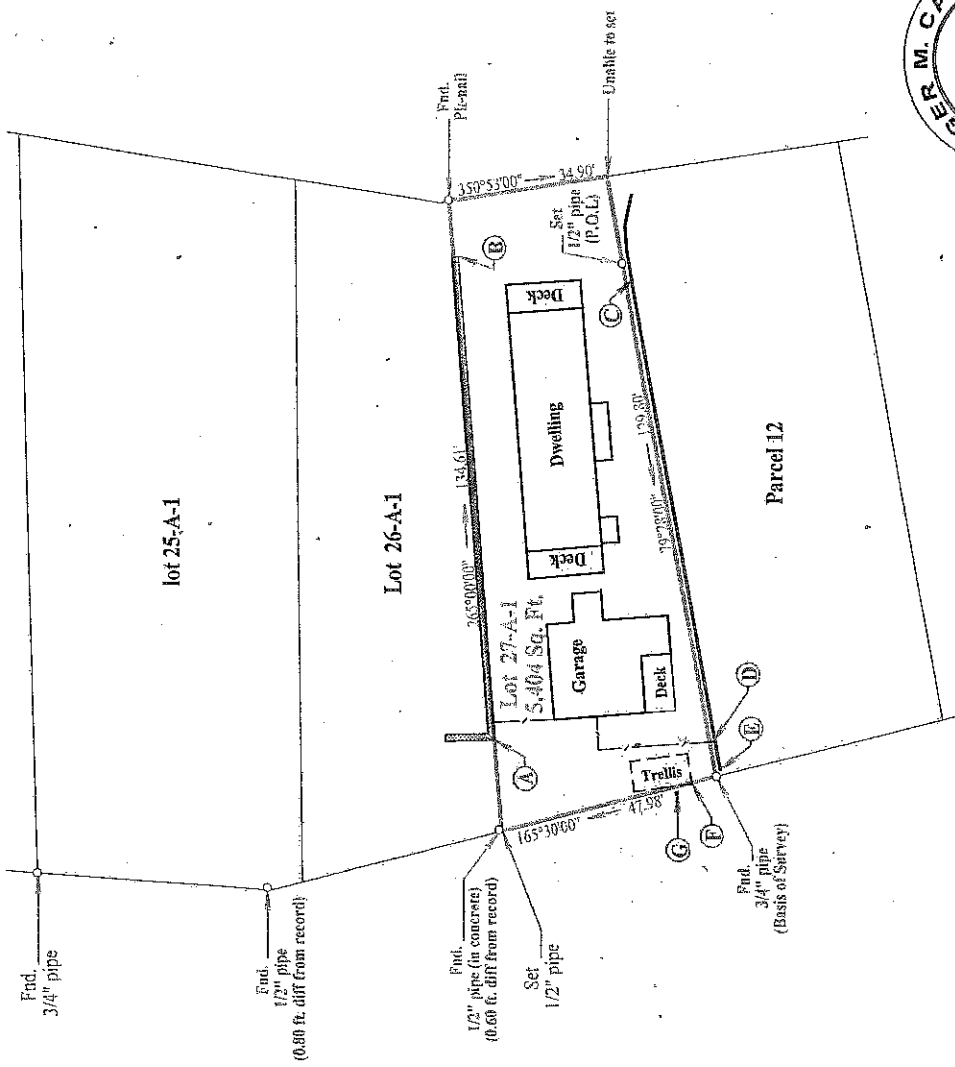 Fnd.
3/4" pipe
Fnd.
1/2" pipe
(0.80 ft. diff from record)
Fnd.
1/2" pipe (in concrete)
(0.60 ft. diff from record)
Set
1/2" pipe
Fnd.
3/4" pipe
(Basis of Survey)
lot 25-A-1
Lot 26-A-1
265°00'00"
134.61'
Fnd.
Pk-nail
350°53'00"
34.90'
Unable to set
Set
1/2" pipe
(P.O.L)
Lot 27-A-1
5,404 Sq. Ft.
Garage
Deck
Deck
Dwelling
Deck
Trellis
165°30'00"
47.98'
79°28'00"
129.80'
Parcel 12
A
B
C
D
E
F
G
GER M. CA